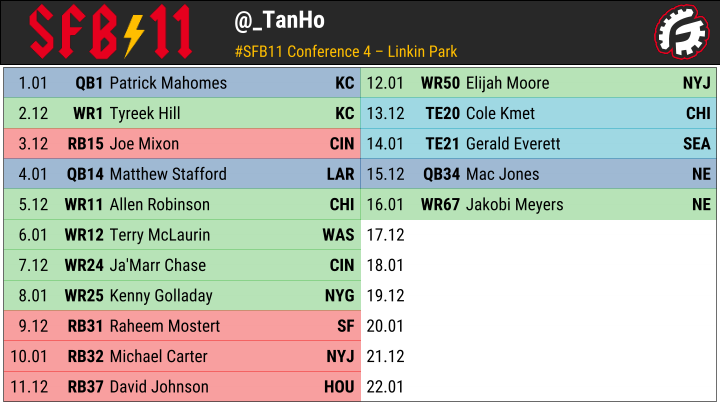 SFB⚡11
@_TanHo
#SFB11 Conference 4 – Linkin Park
1.01 QB1 Patrick Mahomes KC
2.12 WR1 Tyreek Hill KC
3.12 RB15 Joe Mixon CIN
4.01 QB14 Matthew Stafford LAR
5.12 WR11 Allen Robinson CHI
6.01 WR12 Terry McLaurin WAS
7.12 WR24 Ja'Marr Chase CIN
8.01 WR25 Kenny Golladay NYG
9.12 RB31 Raheem Mostert SF
10.01 RB32 Michael Carter NYJ
11.12 RB37 David Johnson HOU
12.01 WR50 Elijah Moore NYJ
13.12 TE20 Cole Kmet CHI
14.01 TE21 Gerald Everett SEA
15.12 QB34 Mac Jones NE
16.01 WR67 Jakobi Meyers NE
17.12
18.01
19.12
20.01
21.12
22.01